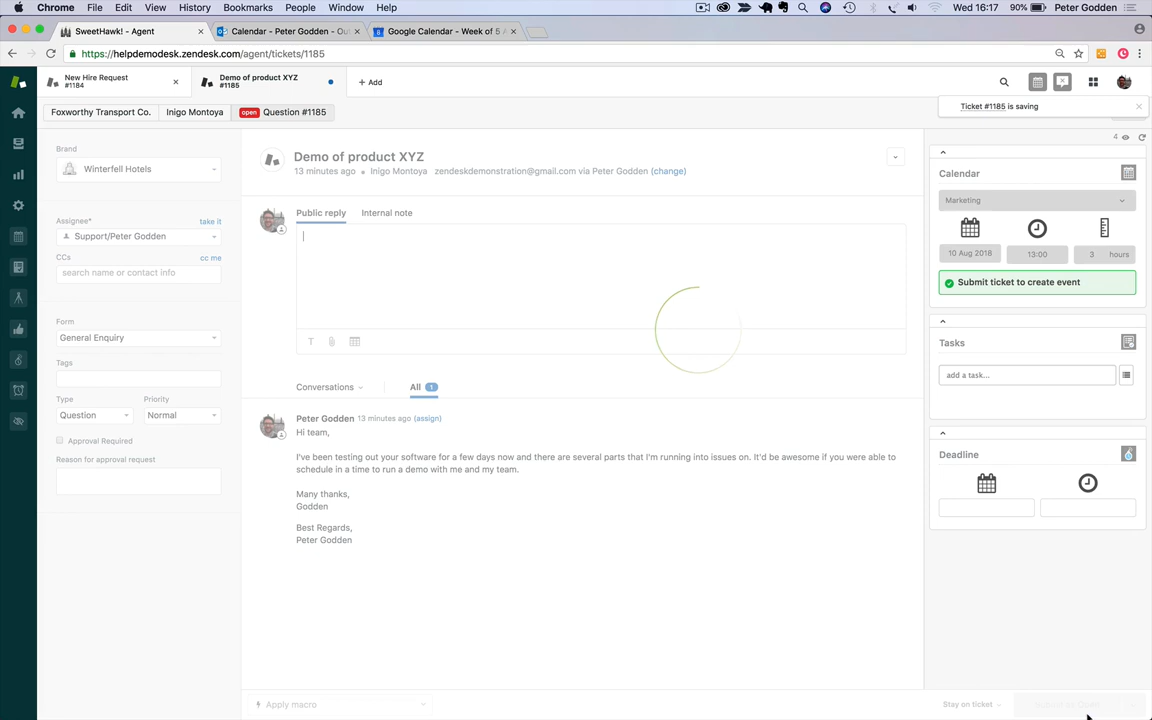 Chrome File Edit View History Bookmarks People Window Help Wed 16:17 90% Peter Godden
SweetHawk! - Agent Calendar - Peter Godden - Out Google Calendar - Week of 5 A
https://helpdemodesk.zendesk.com/agent/tickets/1185
New Hire Request
#1184
Demo of product XYZ
#1185
+ Add
Ticket #1185 is saving
Foxworthy Transport Co. Inigo Montoya open Question #1185
4
Brand
Winterfell Hotels
Assignee* take it
Support/Peter Godden
CCs cc me
search name or contact info
Form
General Enquiry
Tags
Type Priority
Question Normal
Approval Required
Reason for approval request
Demo of product XYZ
13 minutes ago Inigo Montoya zendeskdemonstration@gmail.com via Peter Godden (change)
Public reply Internal note
T
Conversations All 1
Peter Godden 13 minutes ago (assign)
Hi team,
I've been testing out your software for a few days now and there are several parts that I'm running into issues on. It'd be awesome if you were able to
schedule in a time to run a demo with me and my team.
Many thanks,
Godden
Best Regards,
Peter Godden
Calendar
Marketing
10 Aug 2018 13:00 3 hours
Submit ticket to create event
Tasks
add a task...
Deadline
Apply macro
Stay on ticket